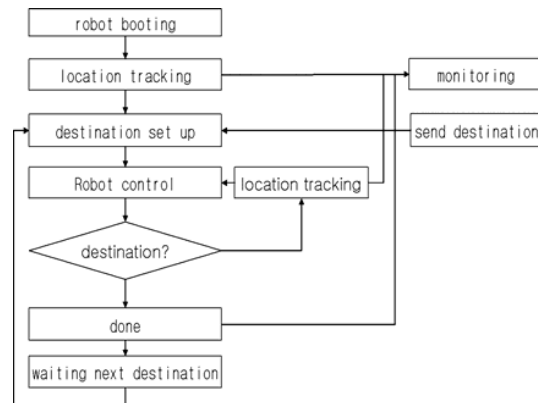 robot booting
location tracking
monitoring
destination set up
send destination
Robot control
location tracking
destination?
done
waiting next destination